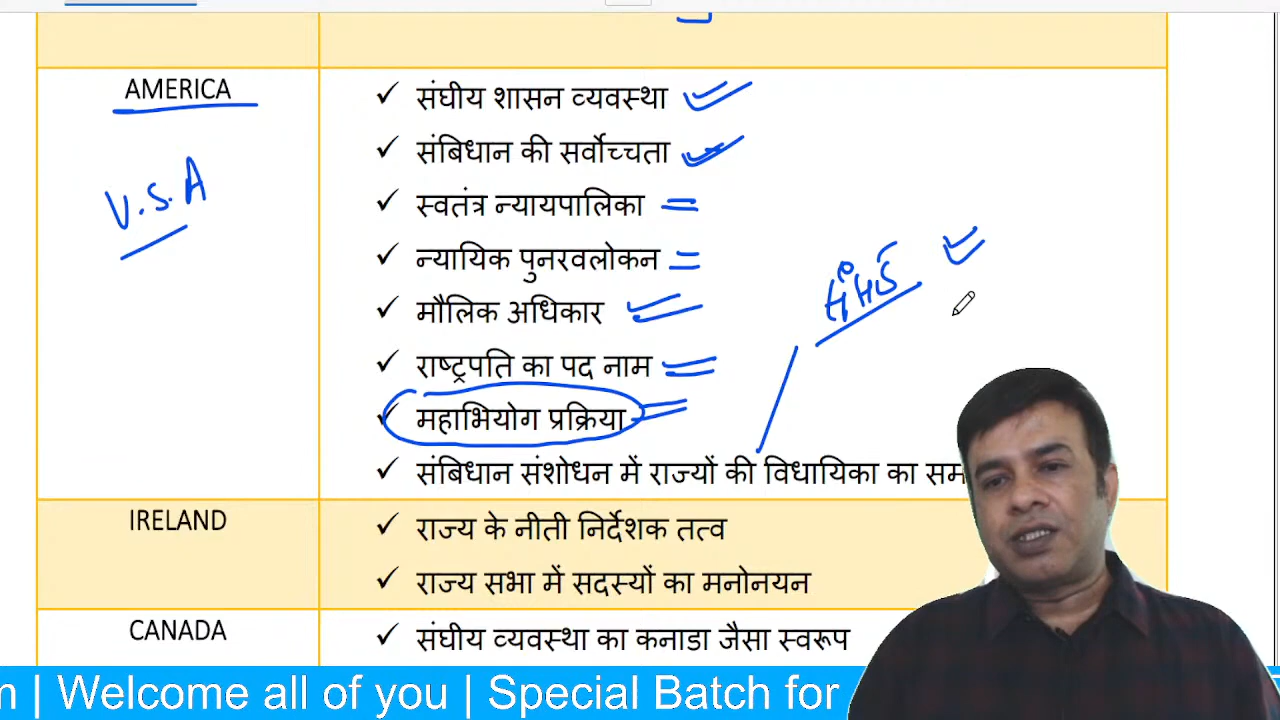 AMERICA
U.S.A
✓ संघीय शासन व्यवस्था
✓ संबिधान की सर्वोच्चता
✓ स्वतंत्र न्यायपालिका
✓ न्यायिक पुनरवलोकन
✓ मौलिक अधिकार
✓ राष्ट्रपति का पद नाम
✓ महाभियोग प्रक्रिया
✓ संबिधान संशोधन में राज्यों की विधायिका का
IRELAND
✓ राज्य के नीती निर्देशक तत्व
✓ राज्य सभा में सदस्यों का मनोनयन
CANADA
✓ संघीय व्यवस्था का कनाडा जैसा स्वरूप
| Welcome all of you | Special Batch for